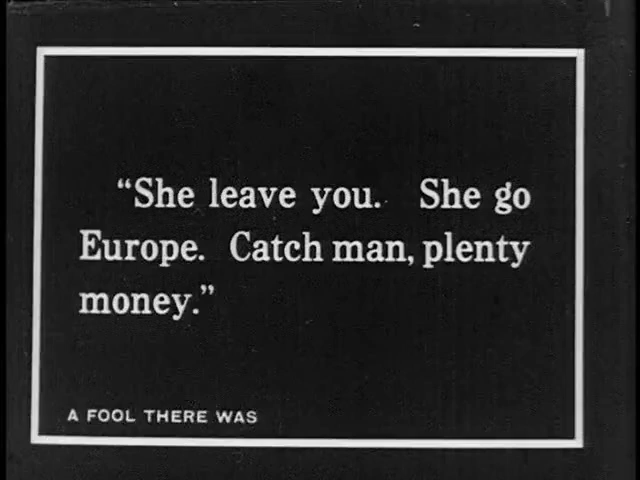 “She leave you. She go
Europe. Catch man, plenty
money.”
A FOOL THERE WAS